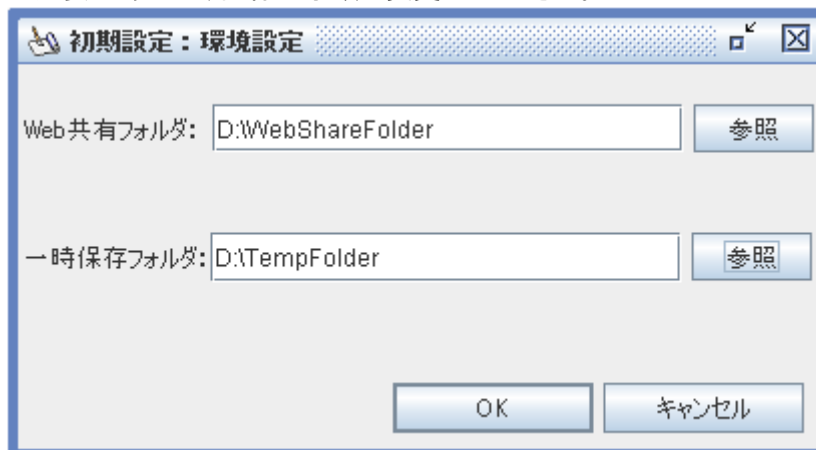 初期設定：環境設定
Web共有フォルダ: D:\WebShareFolder 参照
一時保存フォルダ: D:\TempFolder 参照
OK キャンセル